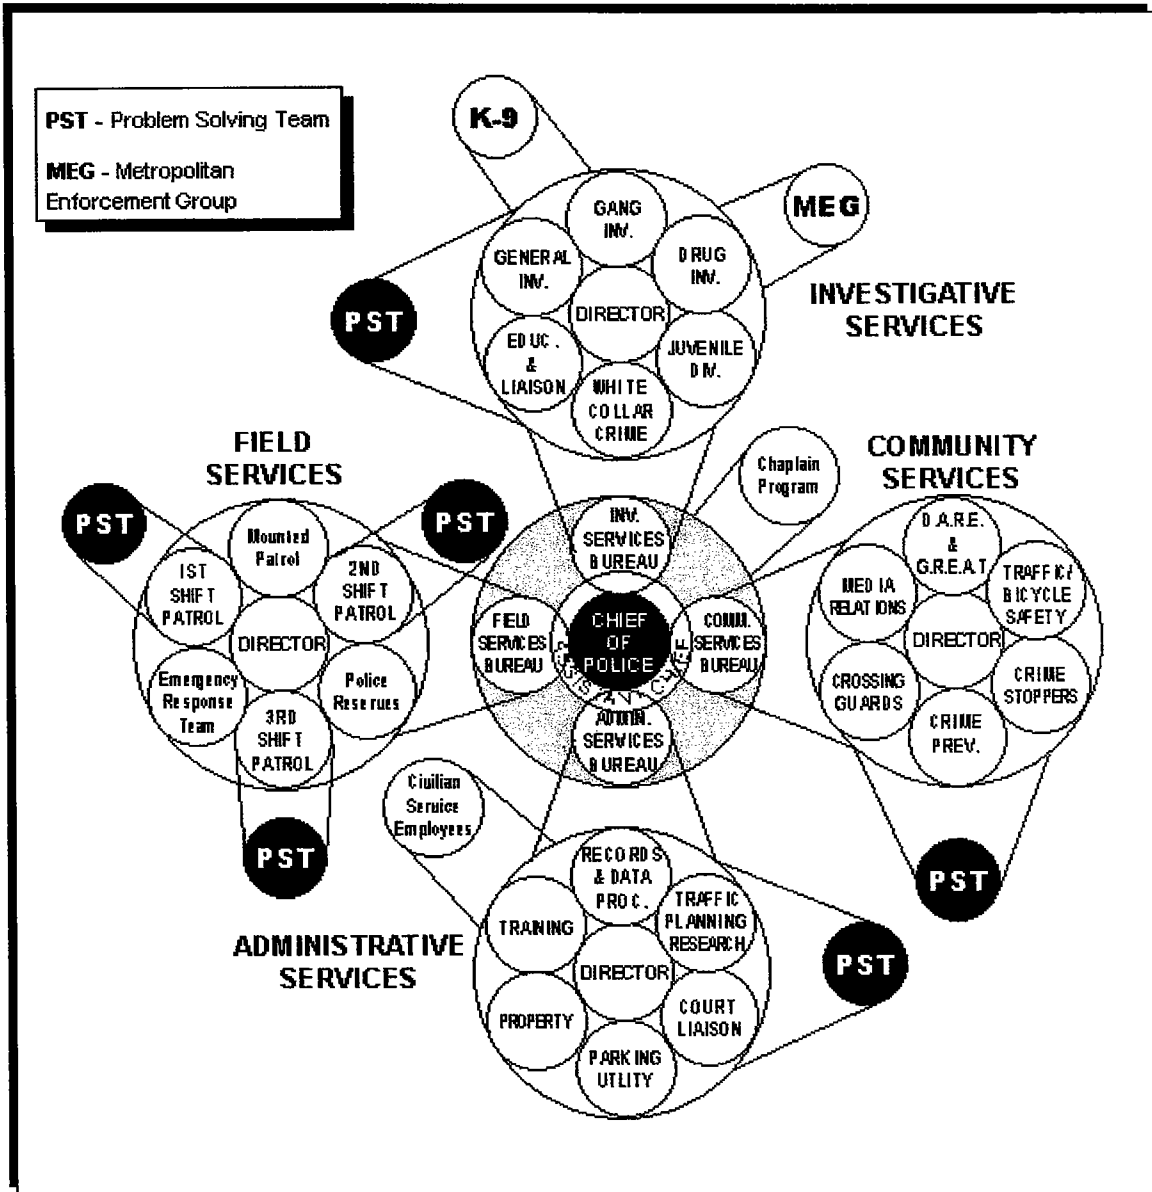 PST - Problem Solving Team
MEG - Metropolitan
Enforcement Group
K-9
MEG
PST
GANG
INV.
GENERAL
INV.
DRUG
INV.
DIRECTOR
EDUC.
&
LIAISON
JUVENILE
DIV.
WHITE
COLLAR
CRIME
INVESTIGATIVE
SERVICES
FIELD
SERVICES
PST
PST
Mounted
Patrol
1ST
SHIFT
PATROL
2ND
SHIFT
PATROL
DIRECTOR
Emergency
Response
Team
Police
Reserves
3RD
SHIFT
PATROL
PST
Chaplain
Program
INV.
SERVICES
BUREAU
FIELD
SERVICES
BUREAU
CHIEF
OF
POLICE
ASSISTANT CHIEF
COMM.
SERVICES
BUREAU
ADMIN.
SERVICES
BUREAU
COMMUNITY
SERVICES
D.A.R.E.
&
G.R.E.A.T.
MEDIA
RELATIONS
TRAFFIC/
BICYCLE
SAFETY
DIRECTOR
CROSSING
GUARDS
CRIME
STOPPERS
CRIME
PREV.
PST
Civilian
Service
Employees
ADMINISTRATIVE
SERVICES
RECORDS
& DATA
PROC.
TRAINING
TRAFFIC
PLANNING
RESEARCH
DIRECTOR
PROPERTY
COURT
LIAISON
PARKING
UTLITY
PST